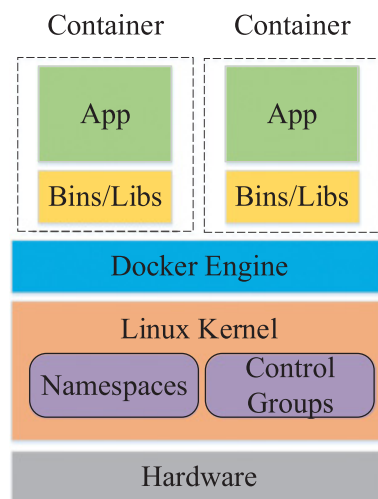 Container Container
App App
Bins/Libs Bins/Libs
Docker Engine
Linux Kernel
Namespaces
Control
Groups
Hardware